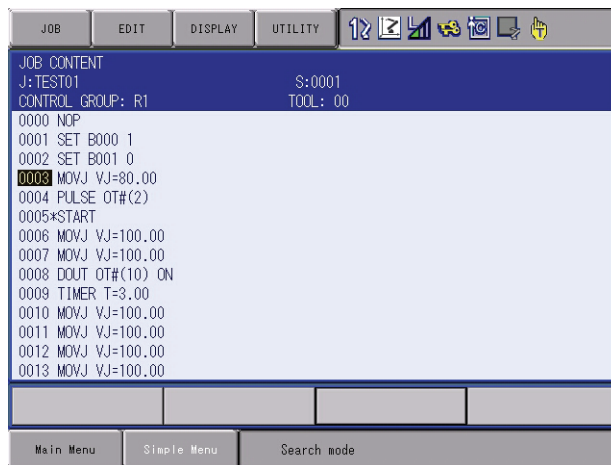 JOB EDIT DISPLAY UTILITY
JOB CONTENT
J:TEST01 S:0001
CONTROL GROUP: R1 TOOL: 00
0000 NOP
0001 SET B000 1
0002 SET B001 0
0003 MOVJ VJ=80.00
0004 PULSE OT#(2)
0005*START
0006 MOVJ VJ=100.00
0007 MOVJ VJ=100.00
0008 DOUT OT#(10) ON
0009 TIMER T=3.00
0010 MOVJ VJ=100.00
0011 MOVJ VJ=100.00
0012 MOVJ VJ=100.00
0013 MOVJ VJ=100.00
Main Menu Simple Menu Search mode